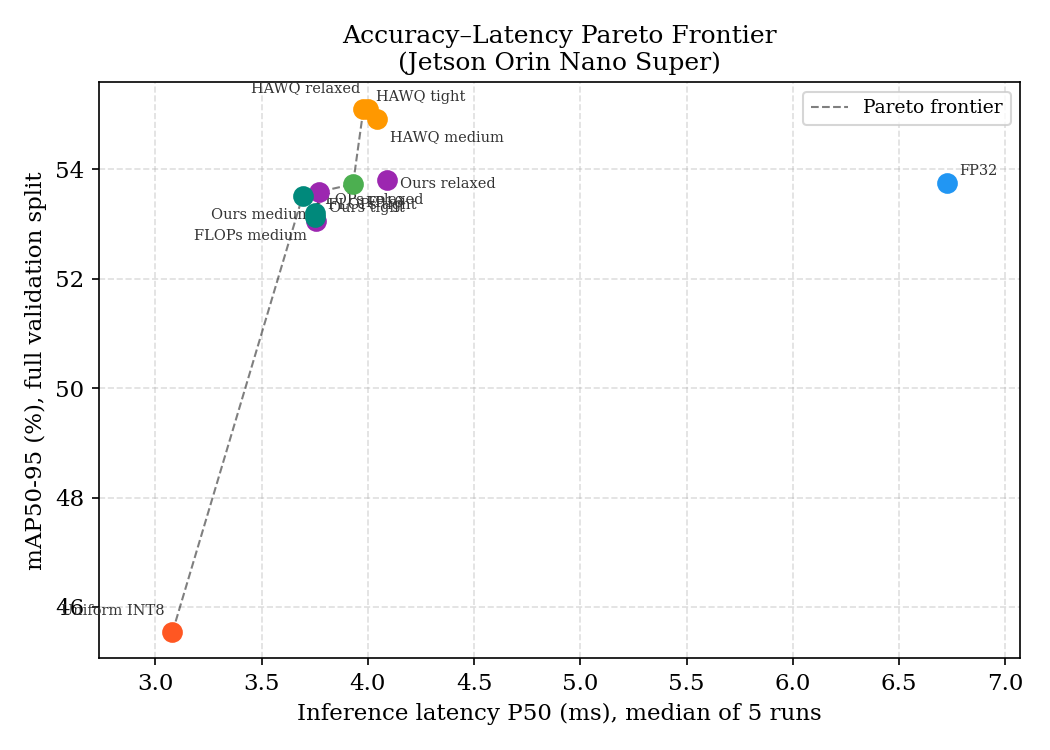 Accuracy–Latency Pareto Frontier
(Jetson Orin Nano Super)
Pareto frontier
HAWQ relaxed
HAWQ tight
HAWQ medium
FP32
Ours relaxed
Ours tight
Ours medium
FLOPs medium
Uniform INT8
mAP50-95 (%), full validation split
54
52
50
48
46
3.0
3.5
4.0
4.5
5.0
5.5
6.0
6.5
7.0
Inference latency P50 (ms), median of 5 runs